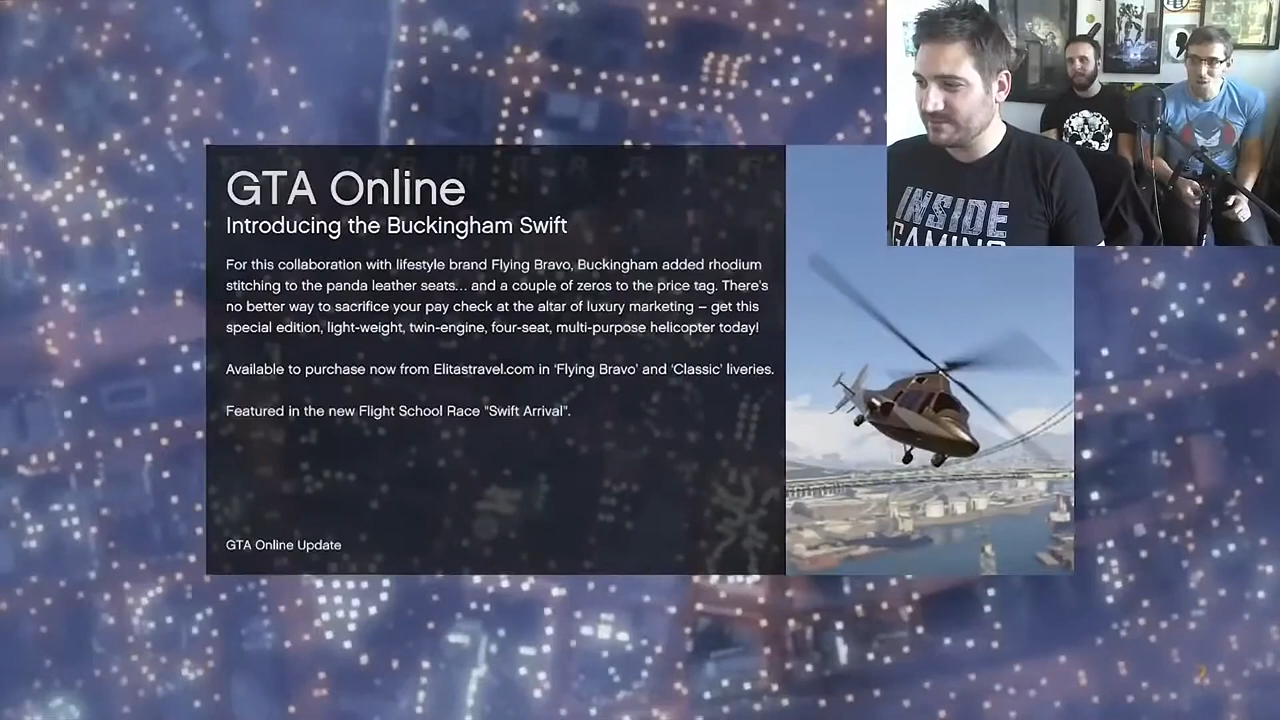 GTA Online
Introducing the Buckingham Swift
For this collaboration with lifestyle brand Flying Bravo, Buckingham added rhodium
stitching to the panda leather seats... and a couple of zeros to the price tag. There's
no better way to sacrifice your pay check at the altar of luxury marketing – get this
special edition, light-weight, twin-engine, four-seat, multi-purpose helicopter today!
Available to purchase now from Elitastravel.com in 'Flying Bravo' and 'Classic' liveries.
Featured in the new Flight School Race "Swift Arrival".
GTA Online Update
INSIDE
GAMING